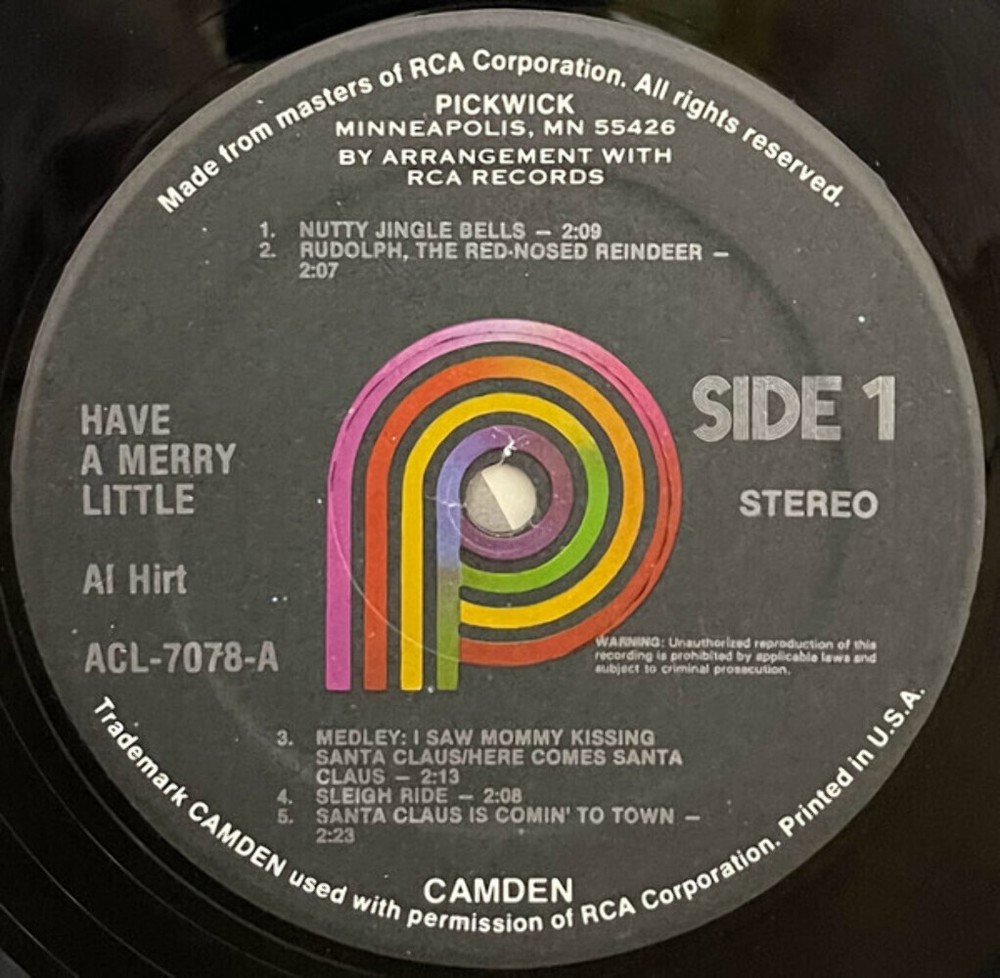 Made from masters of RCA Corporation. All rights reserved.
PICKWICK
MINNEAPOLIS, MN 55426
BY ARRANGEMENT WITH
RCA RECORDS
1. NUTTY JINGLE BELLS — 2:09
2. RUDOLPH, THE RED-NOSED REINDEER —
2:07
HAVE
A MERRY
LITTLE
Al Hirt
ACL-7078-A
SIDE 1
STEREO
WARNING: Unauthorized reproduction of this
recording is prohibited by applicable laws and
subject to criminal prosecution.
3. MEDLEY: I SAW MOMMY KISSING
SANTA CLAUS/HERE COMES SANTA
CLAUS — 2:13
4. SLEIGH RIDE — 2:08
5. SANTA CLAUS IS COMIN' TO TOWN —
2:23
CAMDEN
Trademark CAMDEN used with permission of RCA Corporation. Printed in U.S.A.